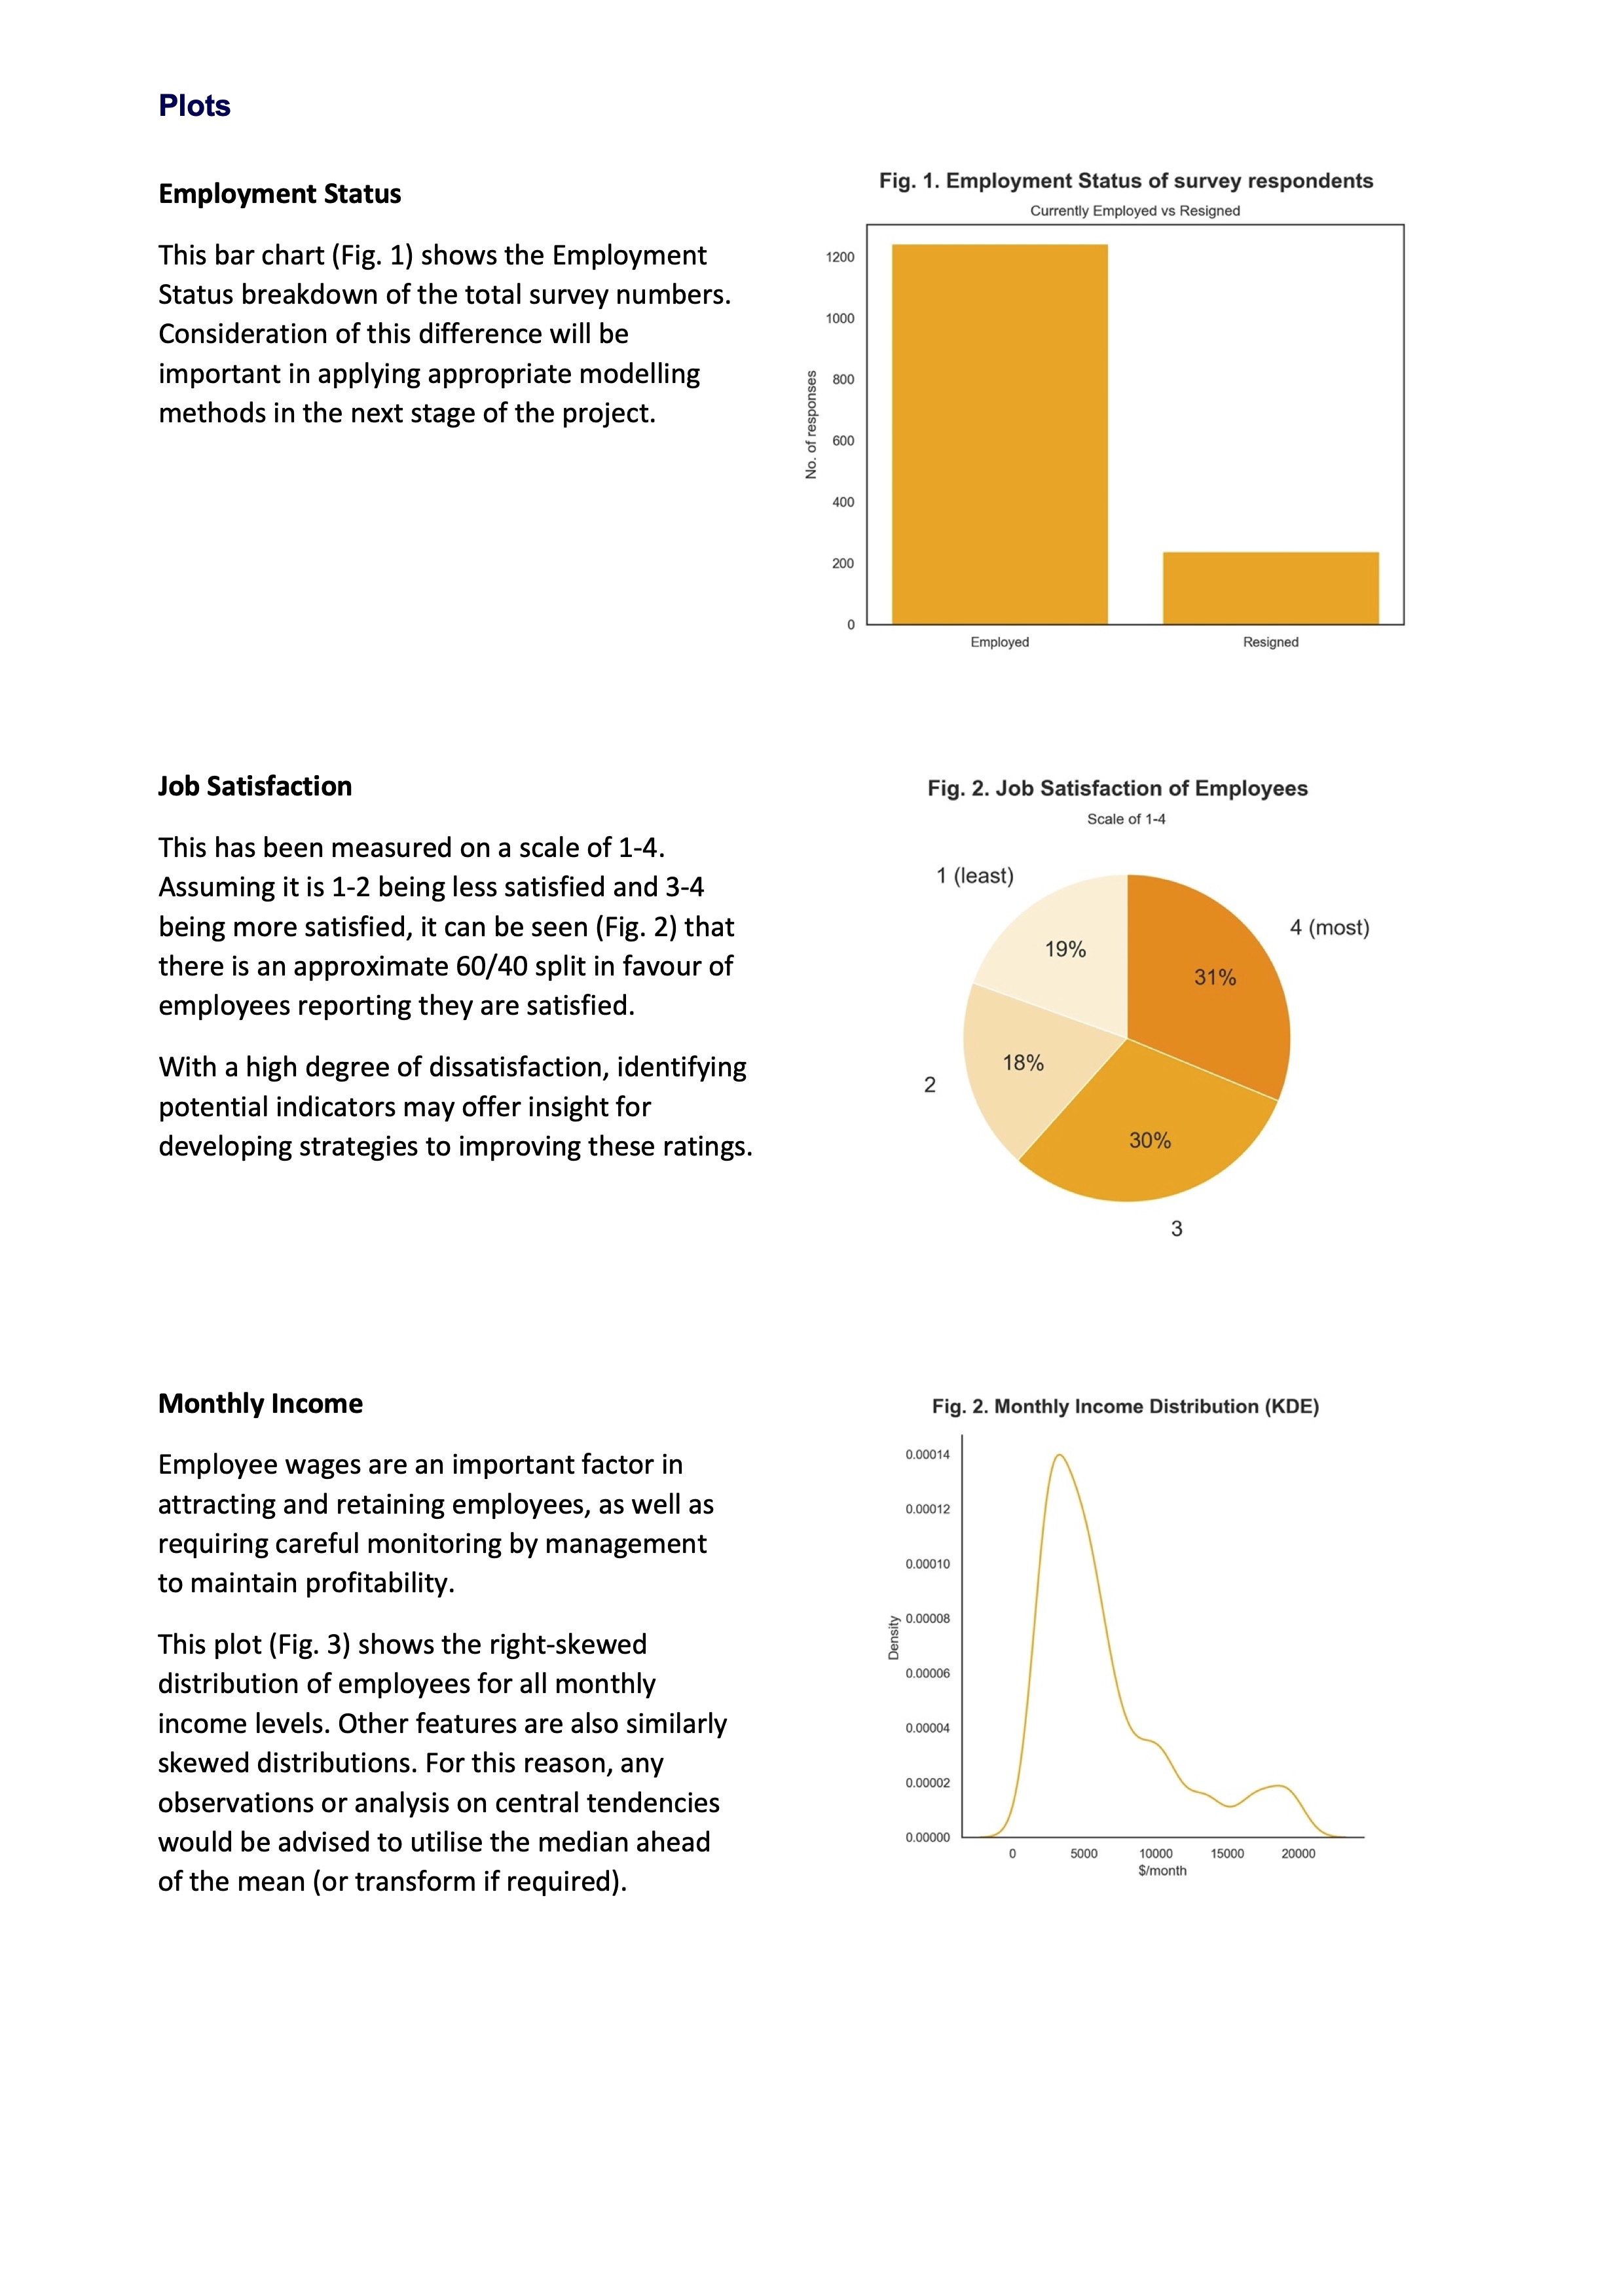 Plots
Employment Status
This bar chart (Fig. 1) shows the Employment
Status breakdown of the total survey numbers.
Consideration of this difference will be
important in applying appropriate modelling
methods in the next stage of the project.
Fig. 1. Employment Status of survey respondents
Currently Employed vs Resigned
No. of responses
1200
1000
800
600
400
200
0
Employed
Resigned
Job Satisfaction
This has been measured on a scale of 1-4.
Assuming it is 1-2 being less satisfied and 3-4
being more satisfied, it can be seen (Fig. 2) that
there is an approximate 60/40 split in favour of
employees reporting they are satisfied.
With a high degree of dissatisfaction, identifying
potential indicators may offer insight for
developing strategies to improving these ratings.
Fig. 2. Job Satisfaction of Employees
Scale of 1-4
1 (least)
4 (most)
19%
31%
18%
2
30%
3
Monthly Income
Employee wages are an important factor in
attracting and retaining employees, as well as
requiring careful monitoring by management
to maintain profitability.
This plot (Fig. 3) shows the right-skewed
distribution of employees for all monthly
income levels. Other features are also similarly
skewed distributions. For this reason, any
observations or analysis on central tendencies
would be advised to utilise the median ahead
of the mean (or transform if required).
Fig. 2. Monthly Income Distribution (KDE)
Density
0.00014
0.00012
0.00010
0.00008
0.00006
0.00004
0.00002
0.00000
0 5000 10000 15000 20000
$/month